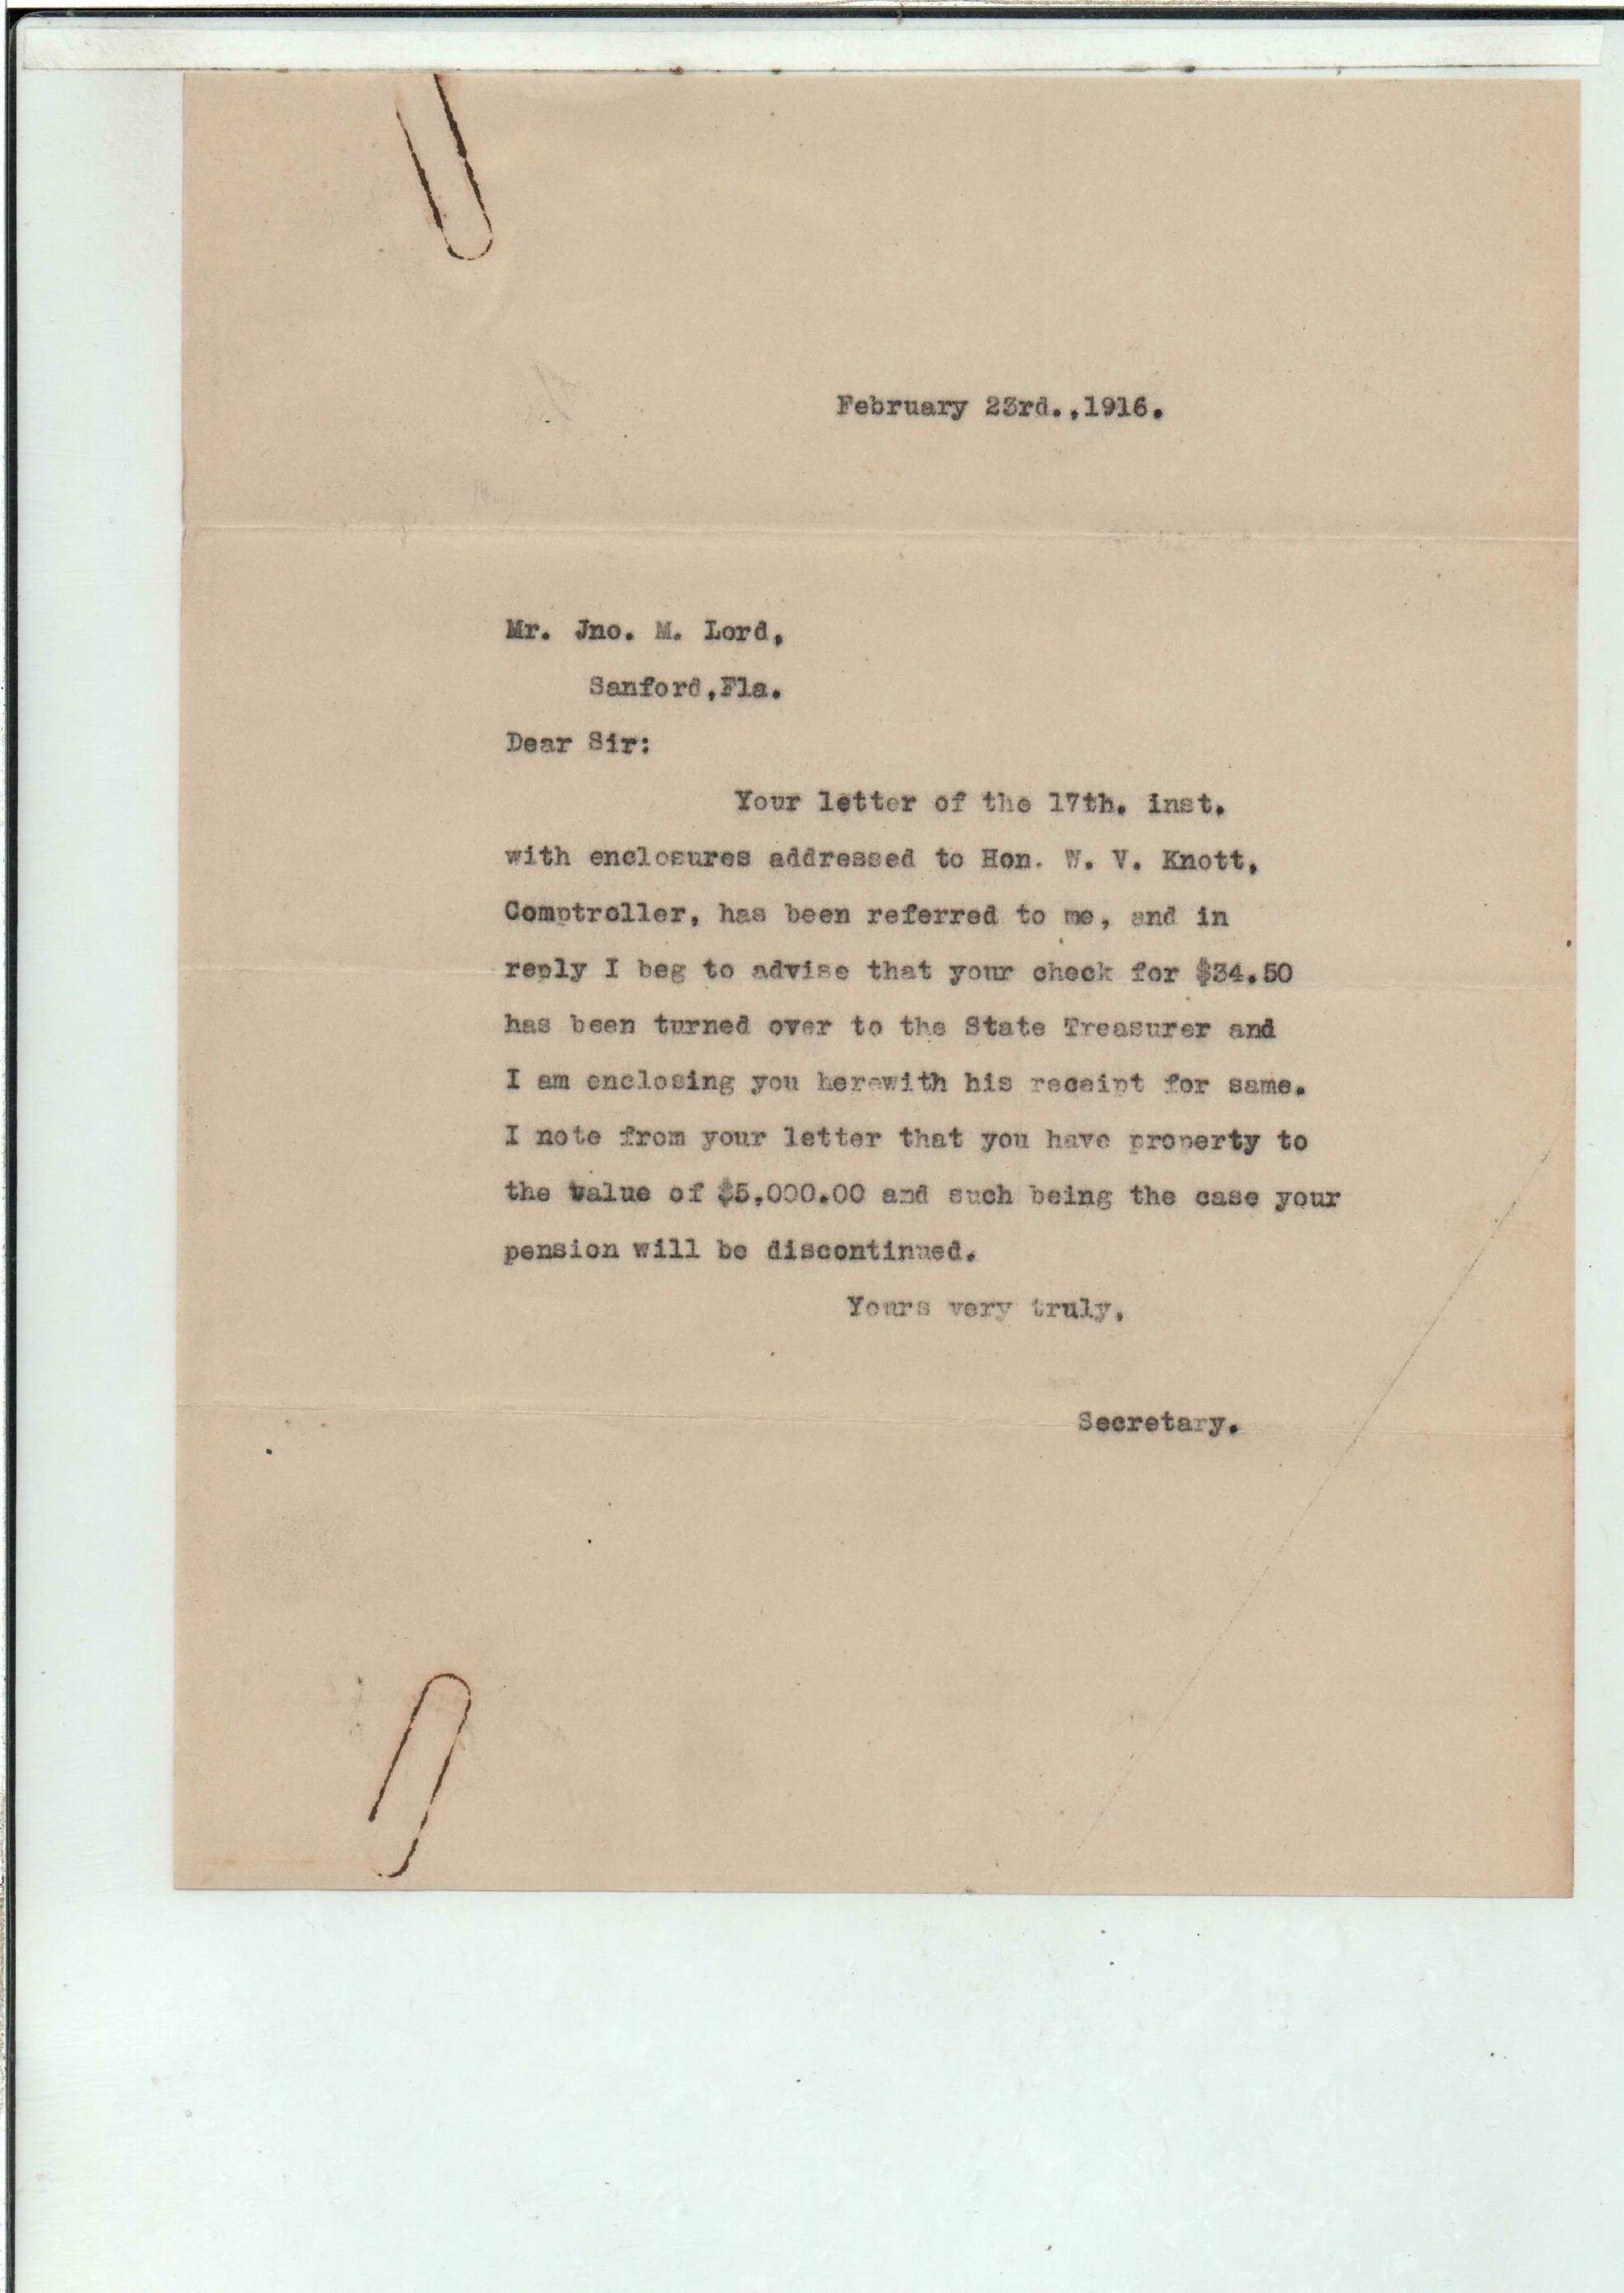 February 23rd.,1916.
Mr. Jno. M. Lord,
Sanford,Fla.
Dear Sir:
Your letter of the 17th. inst.
with enclosures addressed to Hon. W. V. Knott,
Comptroller, has been referred to me, and in
reply I beg to advise that your check for $34.50
has been turned over to the State Treasurer and
I am enclosing you herewith his receipt for same.
I note from your letter that you have property to
the value of $5,000.00 and such being the case your
pension will be discontinued.
Yours very truly,
Secretary.